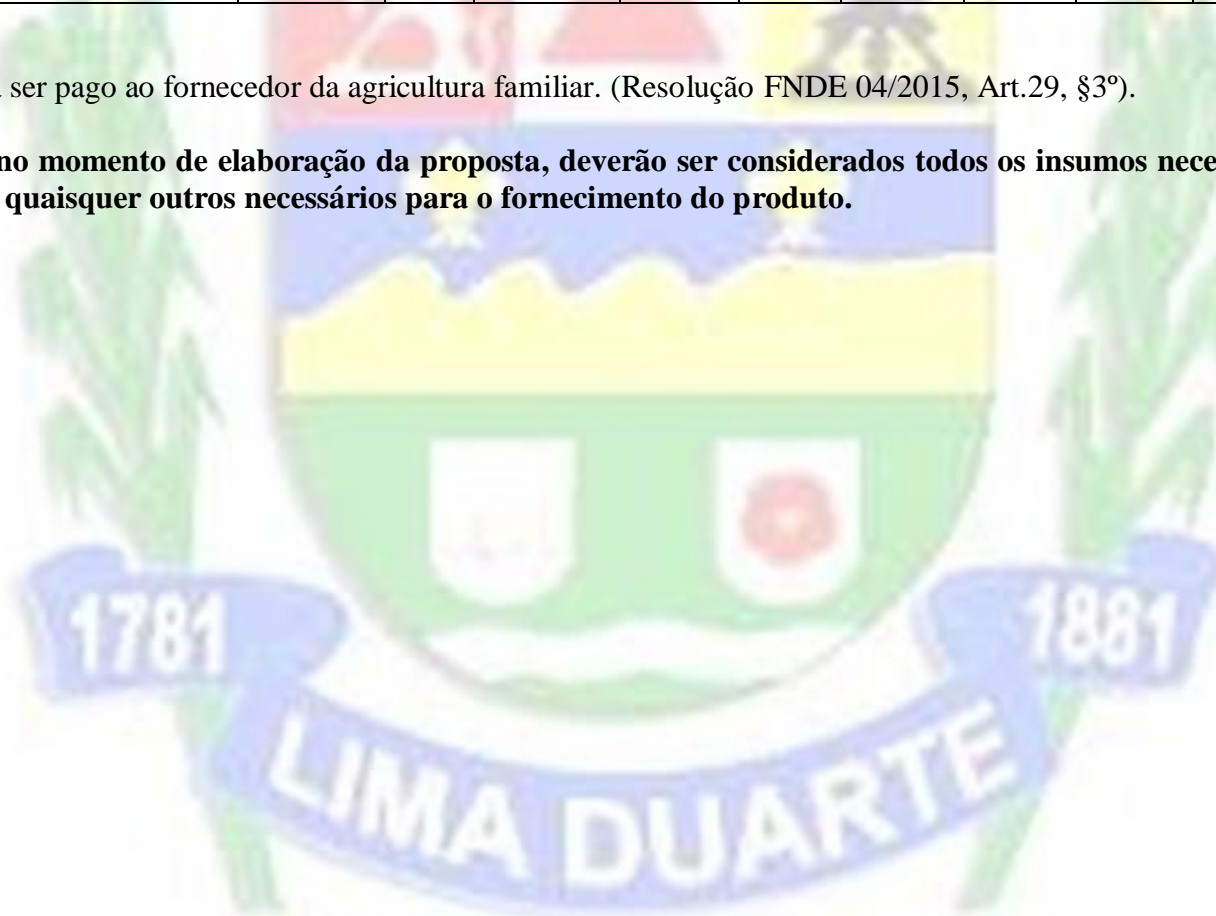 ser pago ao fornecedor da agricultura familiar. (Resolução FNDE 04/2015, Art.29, §3º).
no momento de elaboração da proposta, deverão ser considerados todos os insumos nece
quaisquer outros necessários para o fornecimento do produto.
1781
1881
LIMA DUARTE